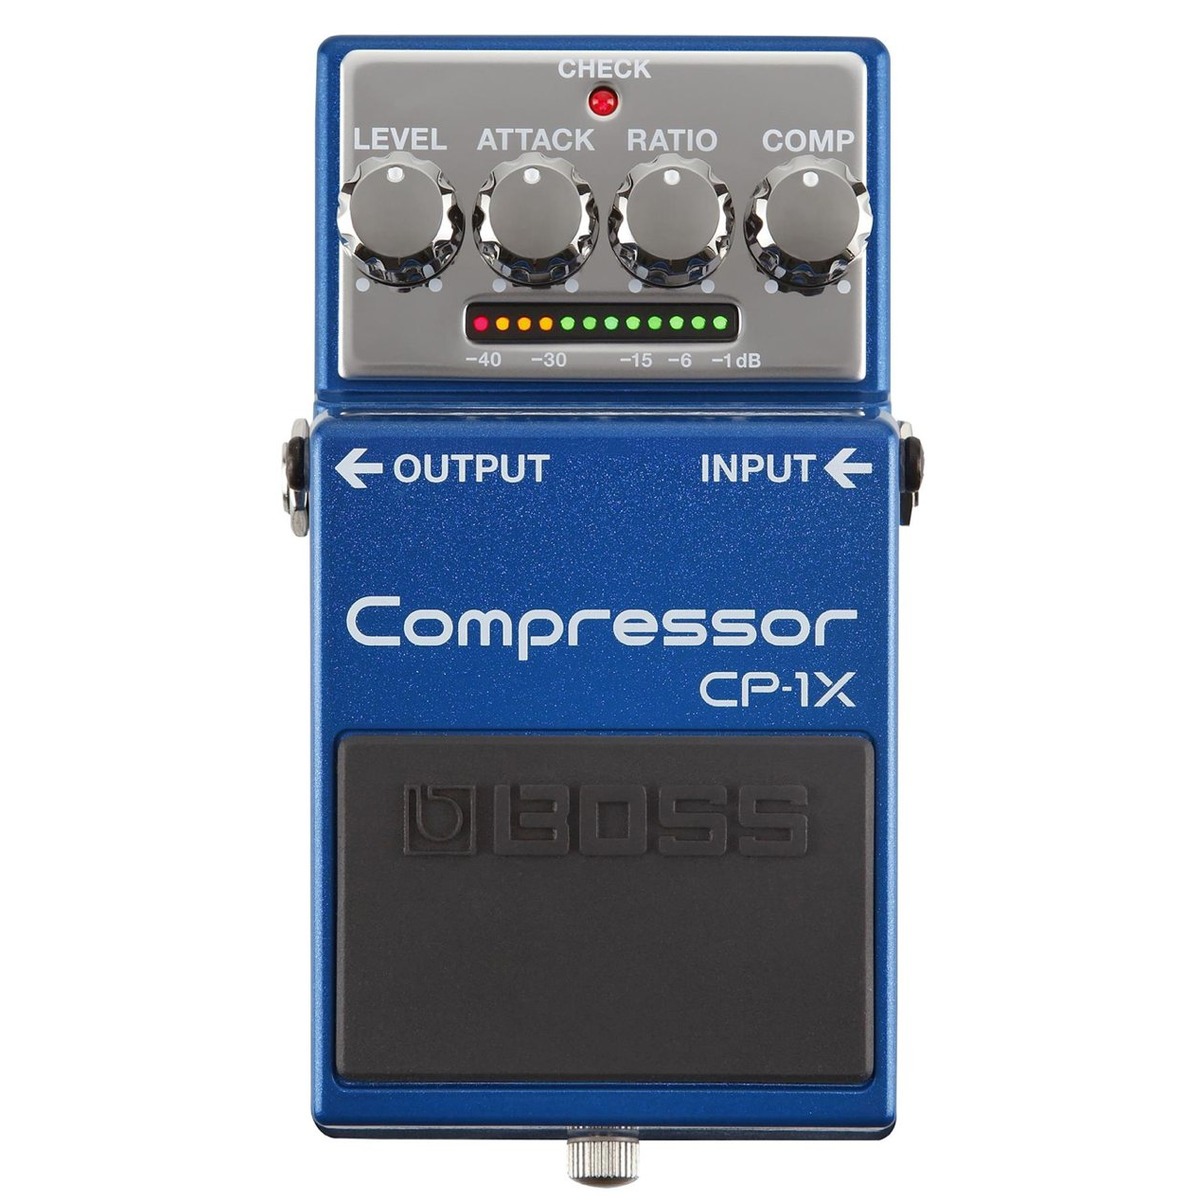 CHECK
LEVEL ATTACK RATIO COMP
-40 -30 -15 -6 -1dB
← OUTPUT INPUT ←
Compressor
CP-1X
BOSS